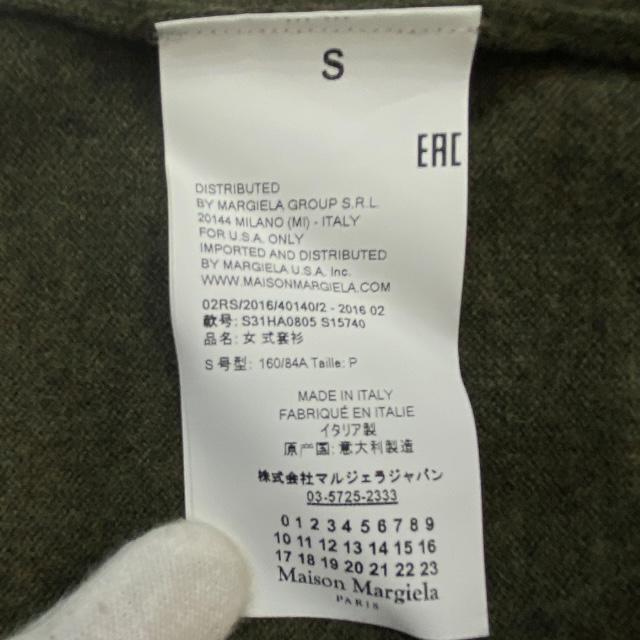 S
EAC
DISTRIBUTED
BY MARGIELA GROUP S.R.L.
20144 MILANO (MI) - ITALY
FOR U.S.A. ONLY
IMPORTED AND DISTRIBUTED
BY MARGIELA U.S.A. Inc.
WWW.MAISONMARGIELA.COM
02RS/2016/40140/2 - 2016 02
款号: S31HA0805 S15740
品名: 女 式套衫
S 号型: 160/84A Taille: P
MADE IN ITALY
FABRIQUÉ EN ITALIE
イタリア製
原产国: 意大利製造
株式会社マルジェラジャパン
03-5725-2333
0 1 2 3 4 5 6 7 8 9
10 11 12 13 14 15 16
17 18 19 20 21 22 23
Maison Margiela
PARIS